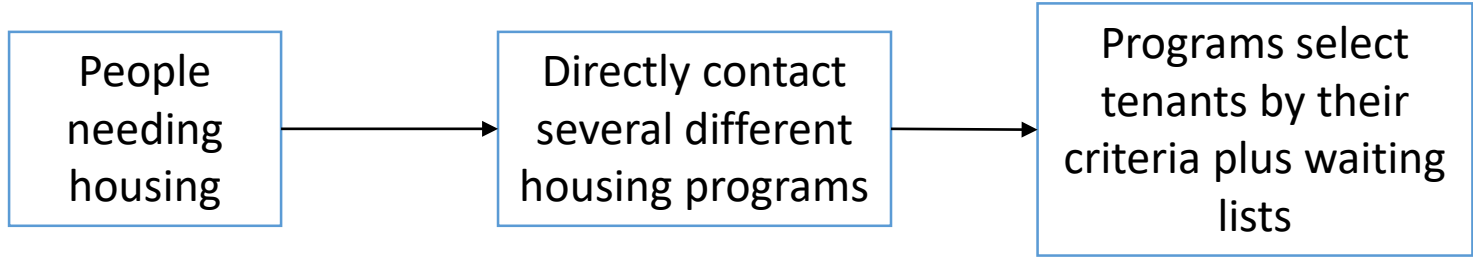 People
needing
housing
Directly contact
several different
housing programs
Programs select
tenants by their
criteria plus waiting
lists